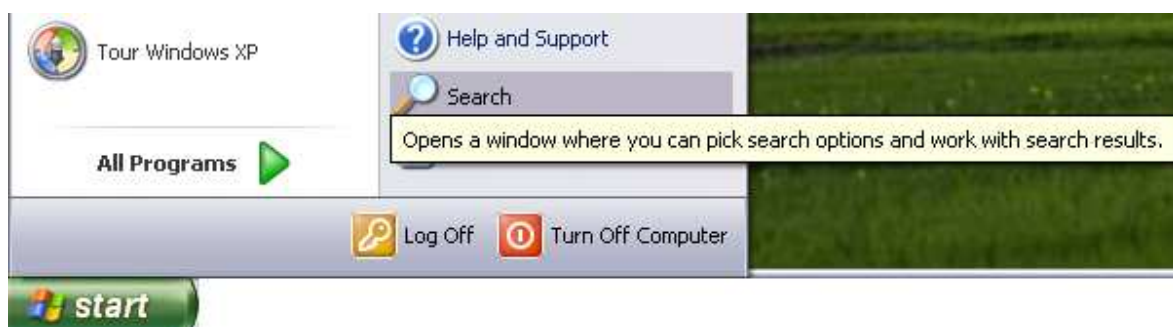 Tour Windows XP
All Programs
Help and Support
Search
Opens a window where you can pick search options and work with search results.
Log Off
Turn Off Computer
start